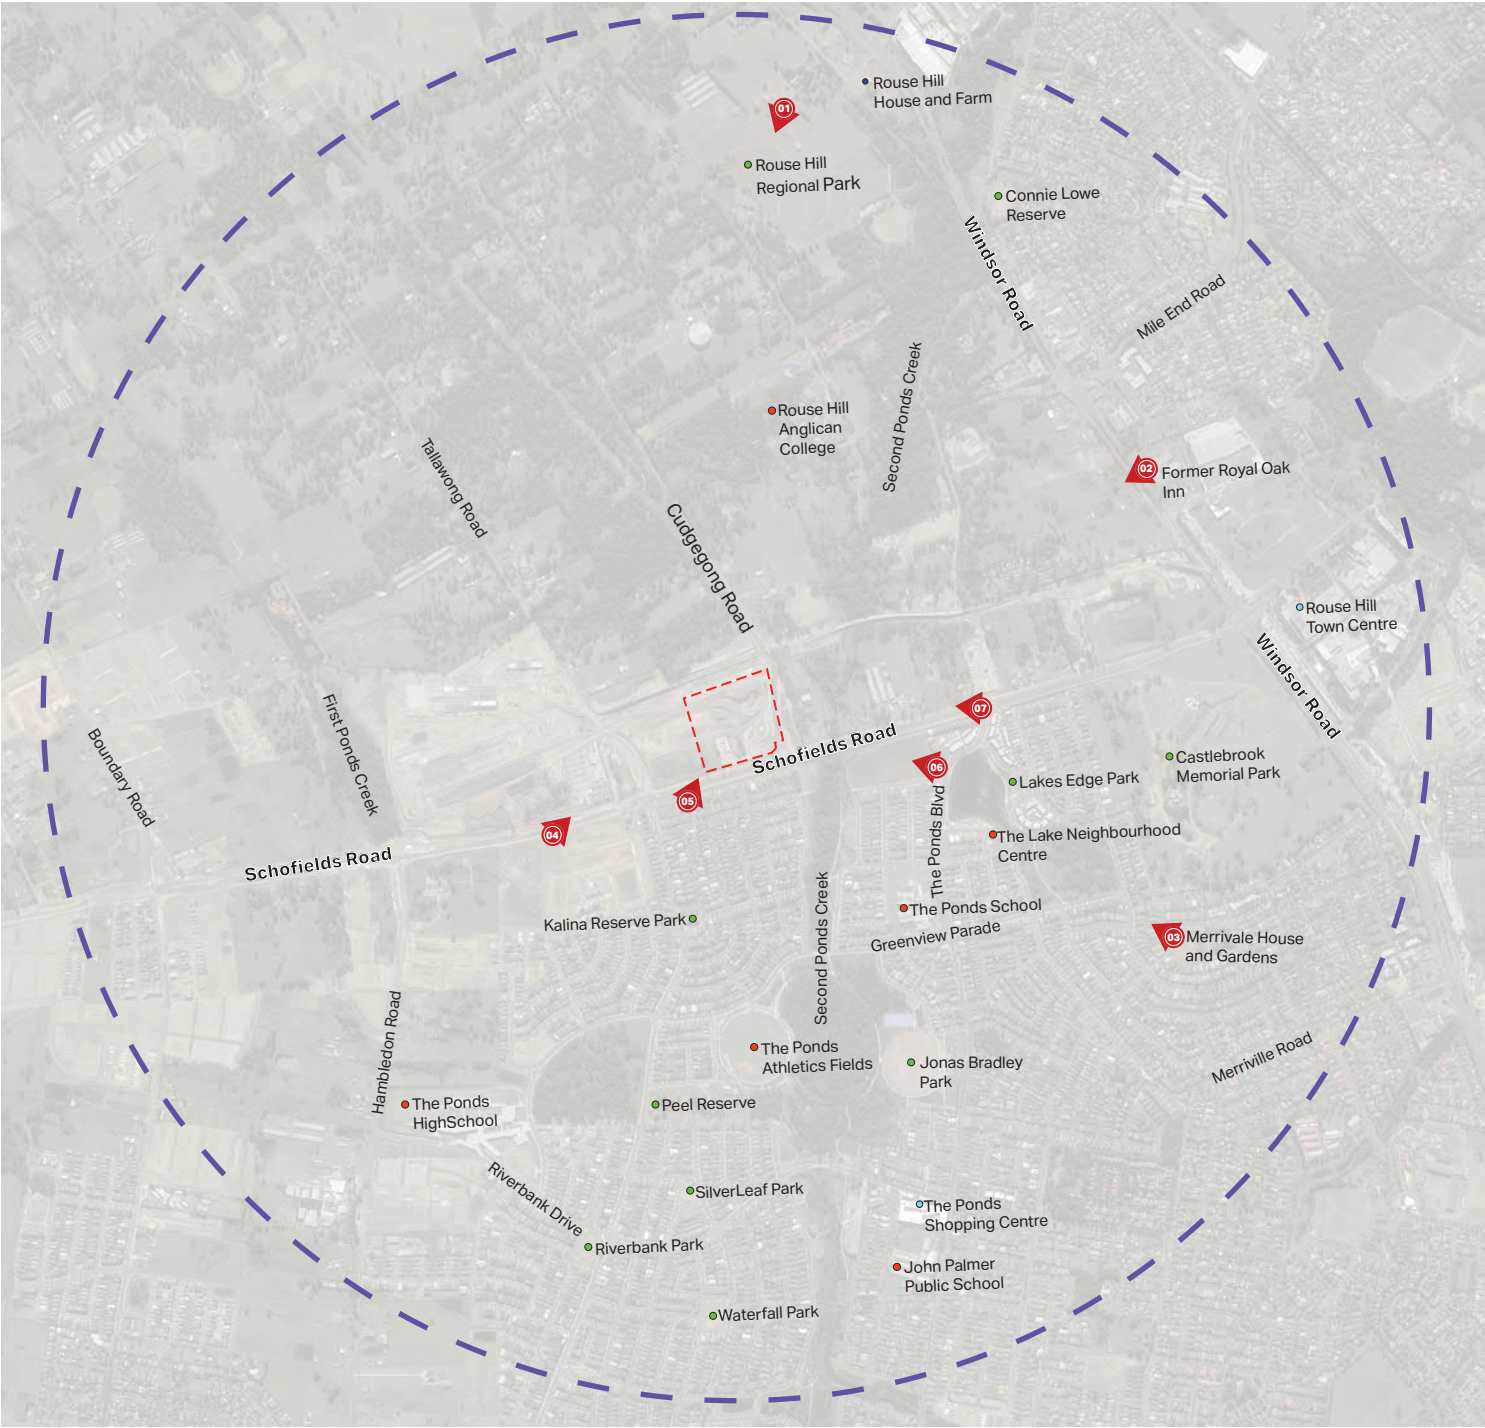 Rouse Hill
House and Farm
01
Rouse Hill
Regional Park
Connie Lowe
Reserve
Windsor Road
Mile End Road
Second Ponds Creek
Rouse Hill
Anglican
College
Tallawong Road
02
Former Royal Oak
Inn
Cudgegong Road
Rouse Hill
Town Centre
Windsor Road
First Ponds Creek
Boundary Road
07
Schofields Road
06
Castlebrook
Memorial Park
Lakes Edge Park
05
04
The Ponds Blvd
The Lake Neighbourhood
Centre
Schofields Road
Kalina Reserve Park
Second Ponds Creek
The Ponds School
Greenview Parade
03
Merrivale House
and Gardens
Hambledon Road
The Ponds
Athletics Fields
Jonas Bradley
Park
Merriville Road
The Ponds
HighSchool
Peel Reserve
Riverbank Drive
SilverLeaf Park
The Ponds
Shopping Centre
Riverbank Park
John Palmer
Public School
Waterfall Park